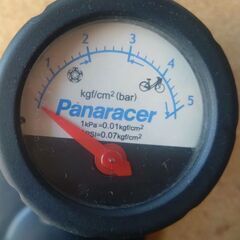 1 2 3 4 5
kgf/cm² (bar)
Panaracer
1kPa=0.01kgf/cm²
1PSI=0.07kgf/cm²